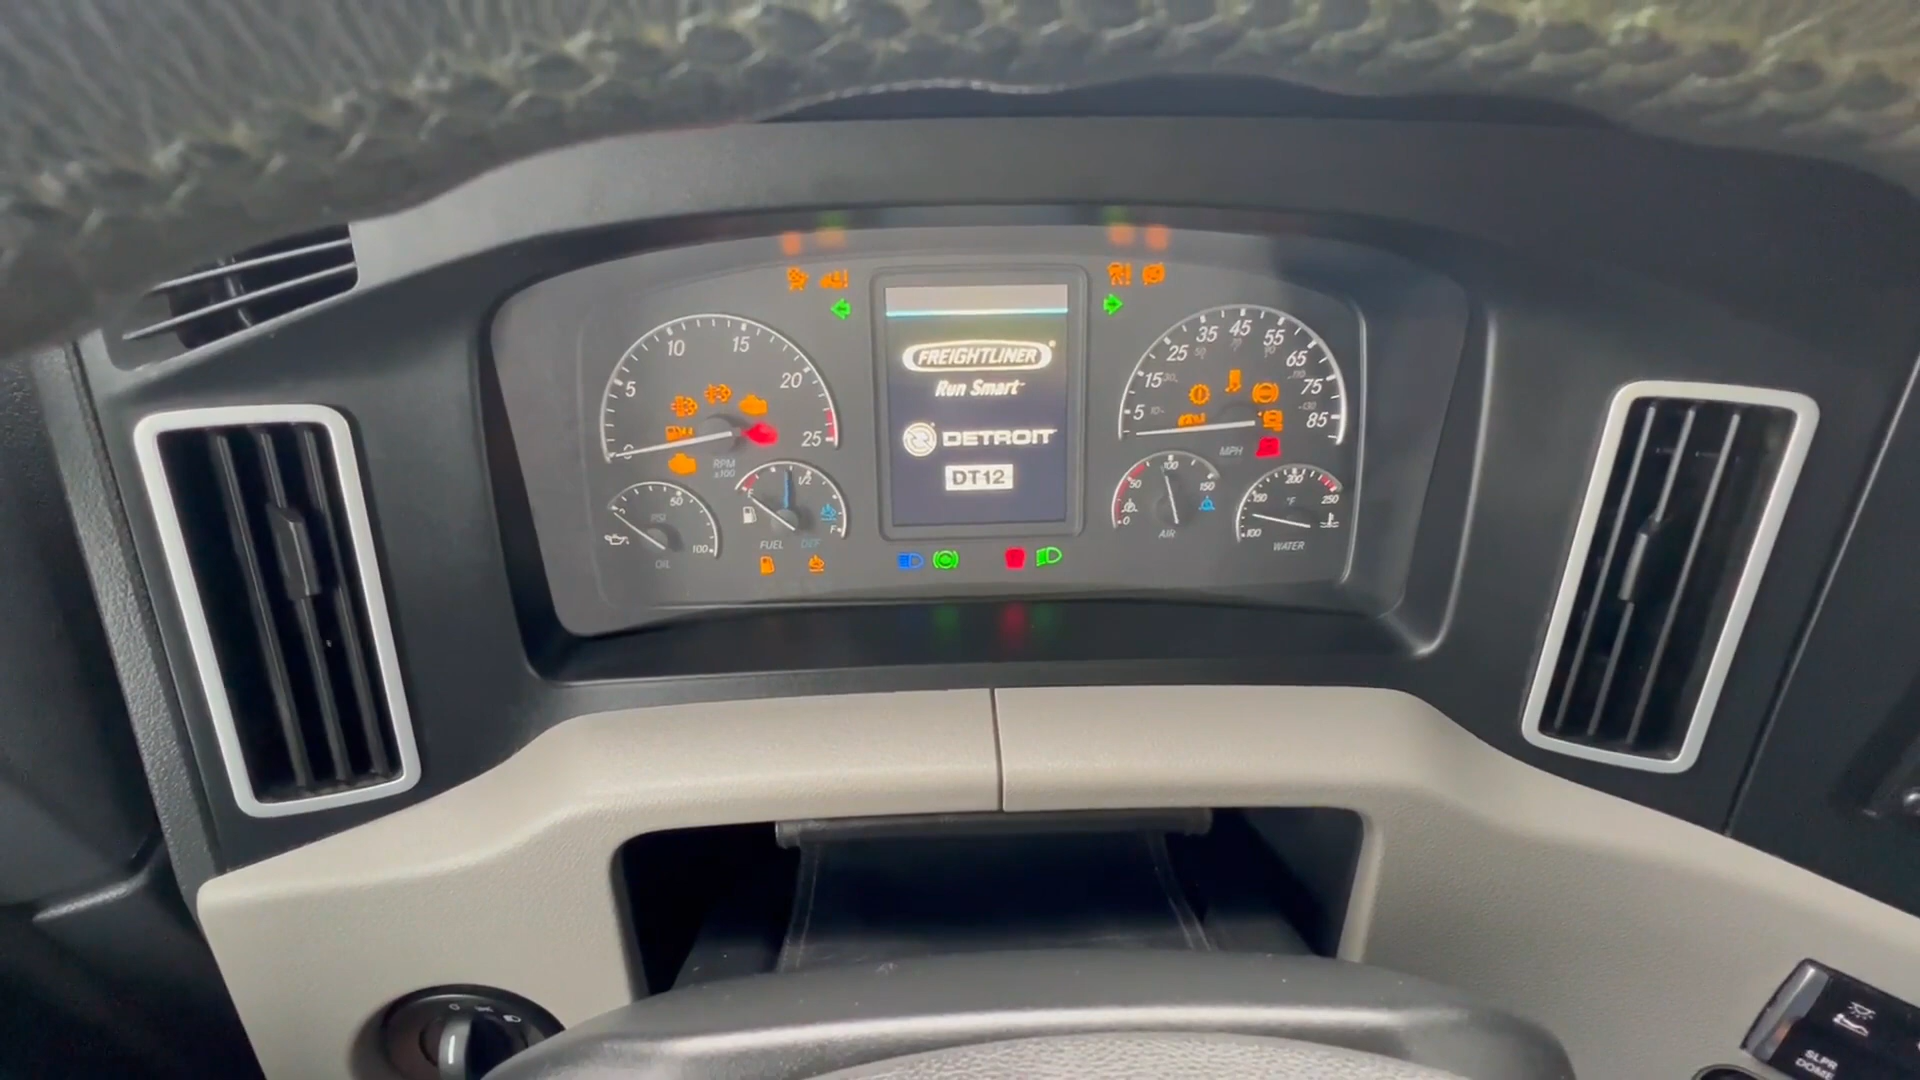 FREIGHTLINER
Run Smart
DETROIT
DT12
5
10
15
20
25
RPM
x100
5
15
25
35
45
55
65
75
85
MPH
50
100
PSI
OIL
E
1/2
F
FUEL
DEF
0
50
100
150
AIR
100
150
200
250
°F
WATER
SLPR
DOME